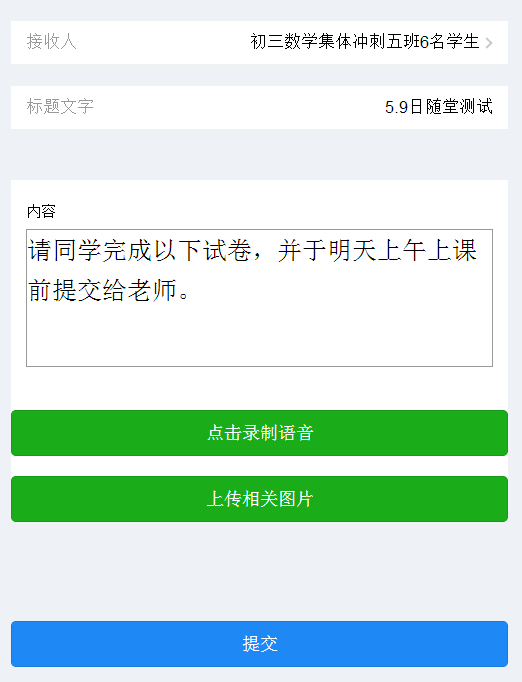 接收人 初三数学集体冲刺五班6名学生
标题文字 5.9日随堂测试
内容
请同学完成以下试卷，并于明天上午上课
前提交给老师。
点击录制语音
上传相关图片
提交